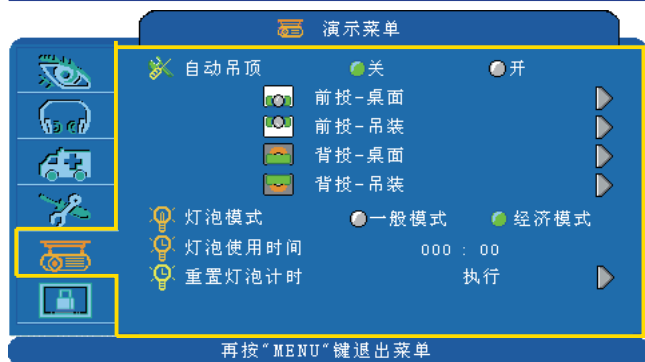 演示菜单
自动吊顶 关 开
前投-桌面
前投-吊装
背投-桌面
背投-吊装
灯泡模式 一般模式 经济模式
灯泡使用时间 000 : 00
重置灯泡计时 执行
再按“MENU“键退出菜单